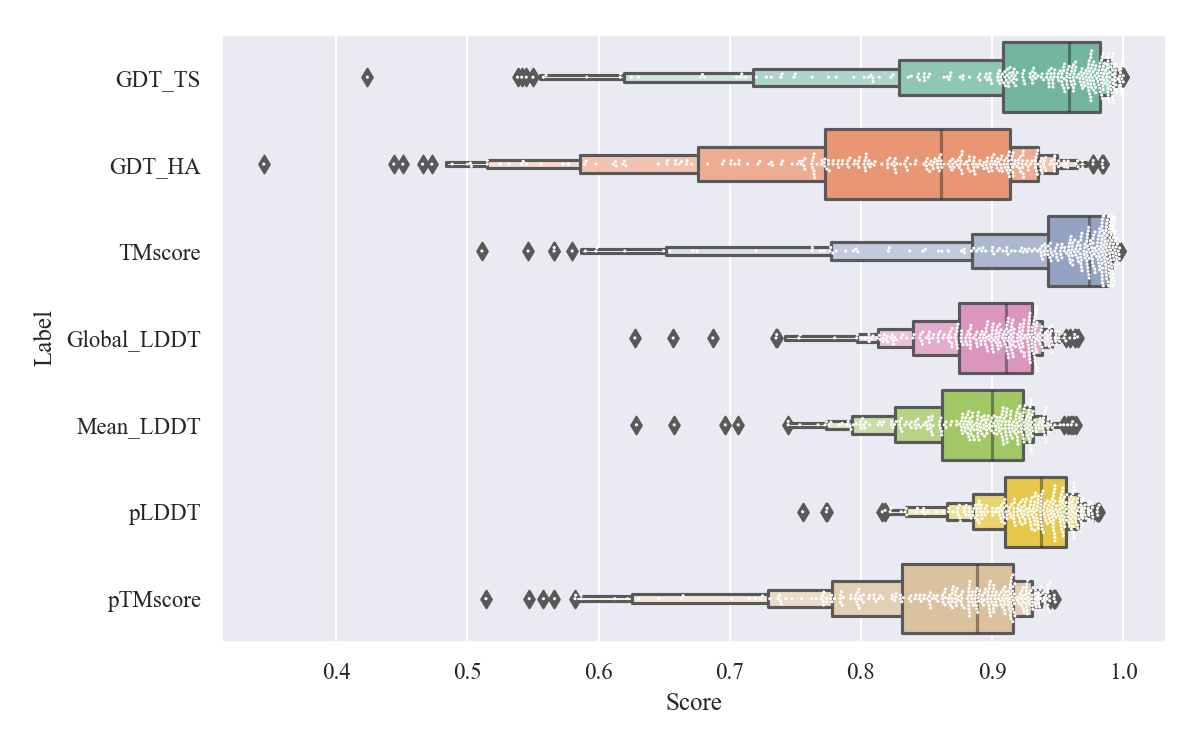 GDT_TS
GDT_HA
TMscore
Global_LDDT
Mean_LDDT
pLDDT
pTMscore
Label
0.4 0.5 0.6 0.7 0.8 0.9 1.0
Score